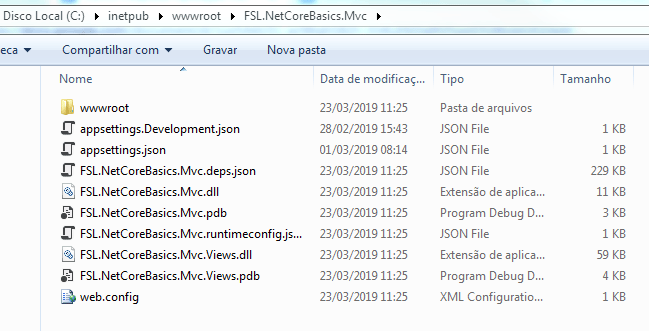 Disco Local (C:) ▸ inetpub ▸ wwwroot ▸ FSL.NetCoreBasics.Mvc ▸
eca Compartilhar com Gravar Nova pasta
Nome Data de modificaç... Tipo Tamanho
wwwroot 23/03/2019 11:25 Pasta de arquivos
appsettings.Development.json 28/02/2019 15:43 JSON File 1 KB
appsettings.json 01/03/2019 08:14 JSON File 1 KB
FSL.NetCoreBasics.Mvc.deps.json 23/03/2019 11:25 JSON File 229 KB
FSL.NetCoreBasics.Mvc.dll 23/03/2019 11:25 Extensão de aplica... 11 KB
FSL.NetCoreBasics.Mvc.pdb 23/03/2019 11:25 Program Debug D... 3 KB
FSL.NetCoreBasics.Mvc.runtimeconfig.js... 23/03/2019 11:25 JSON File 1 KB
FSL.NetCoreBasics.Mvc.Views.dll 23/03/2019 11:25 Extensão de aplica... 59 KB
FSL.NetCoreBasics.Mvc.Views.pdb 23/03/2019 11:25 Program Debug D... 4 KB
web.config 23/03/2019 11:25 XML Configuratio... 1 KB